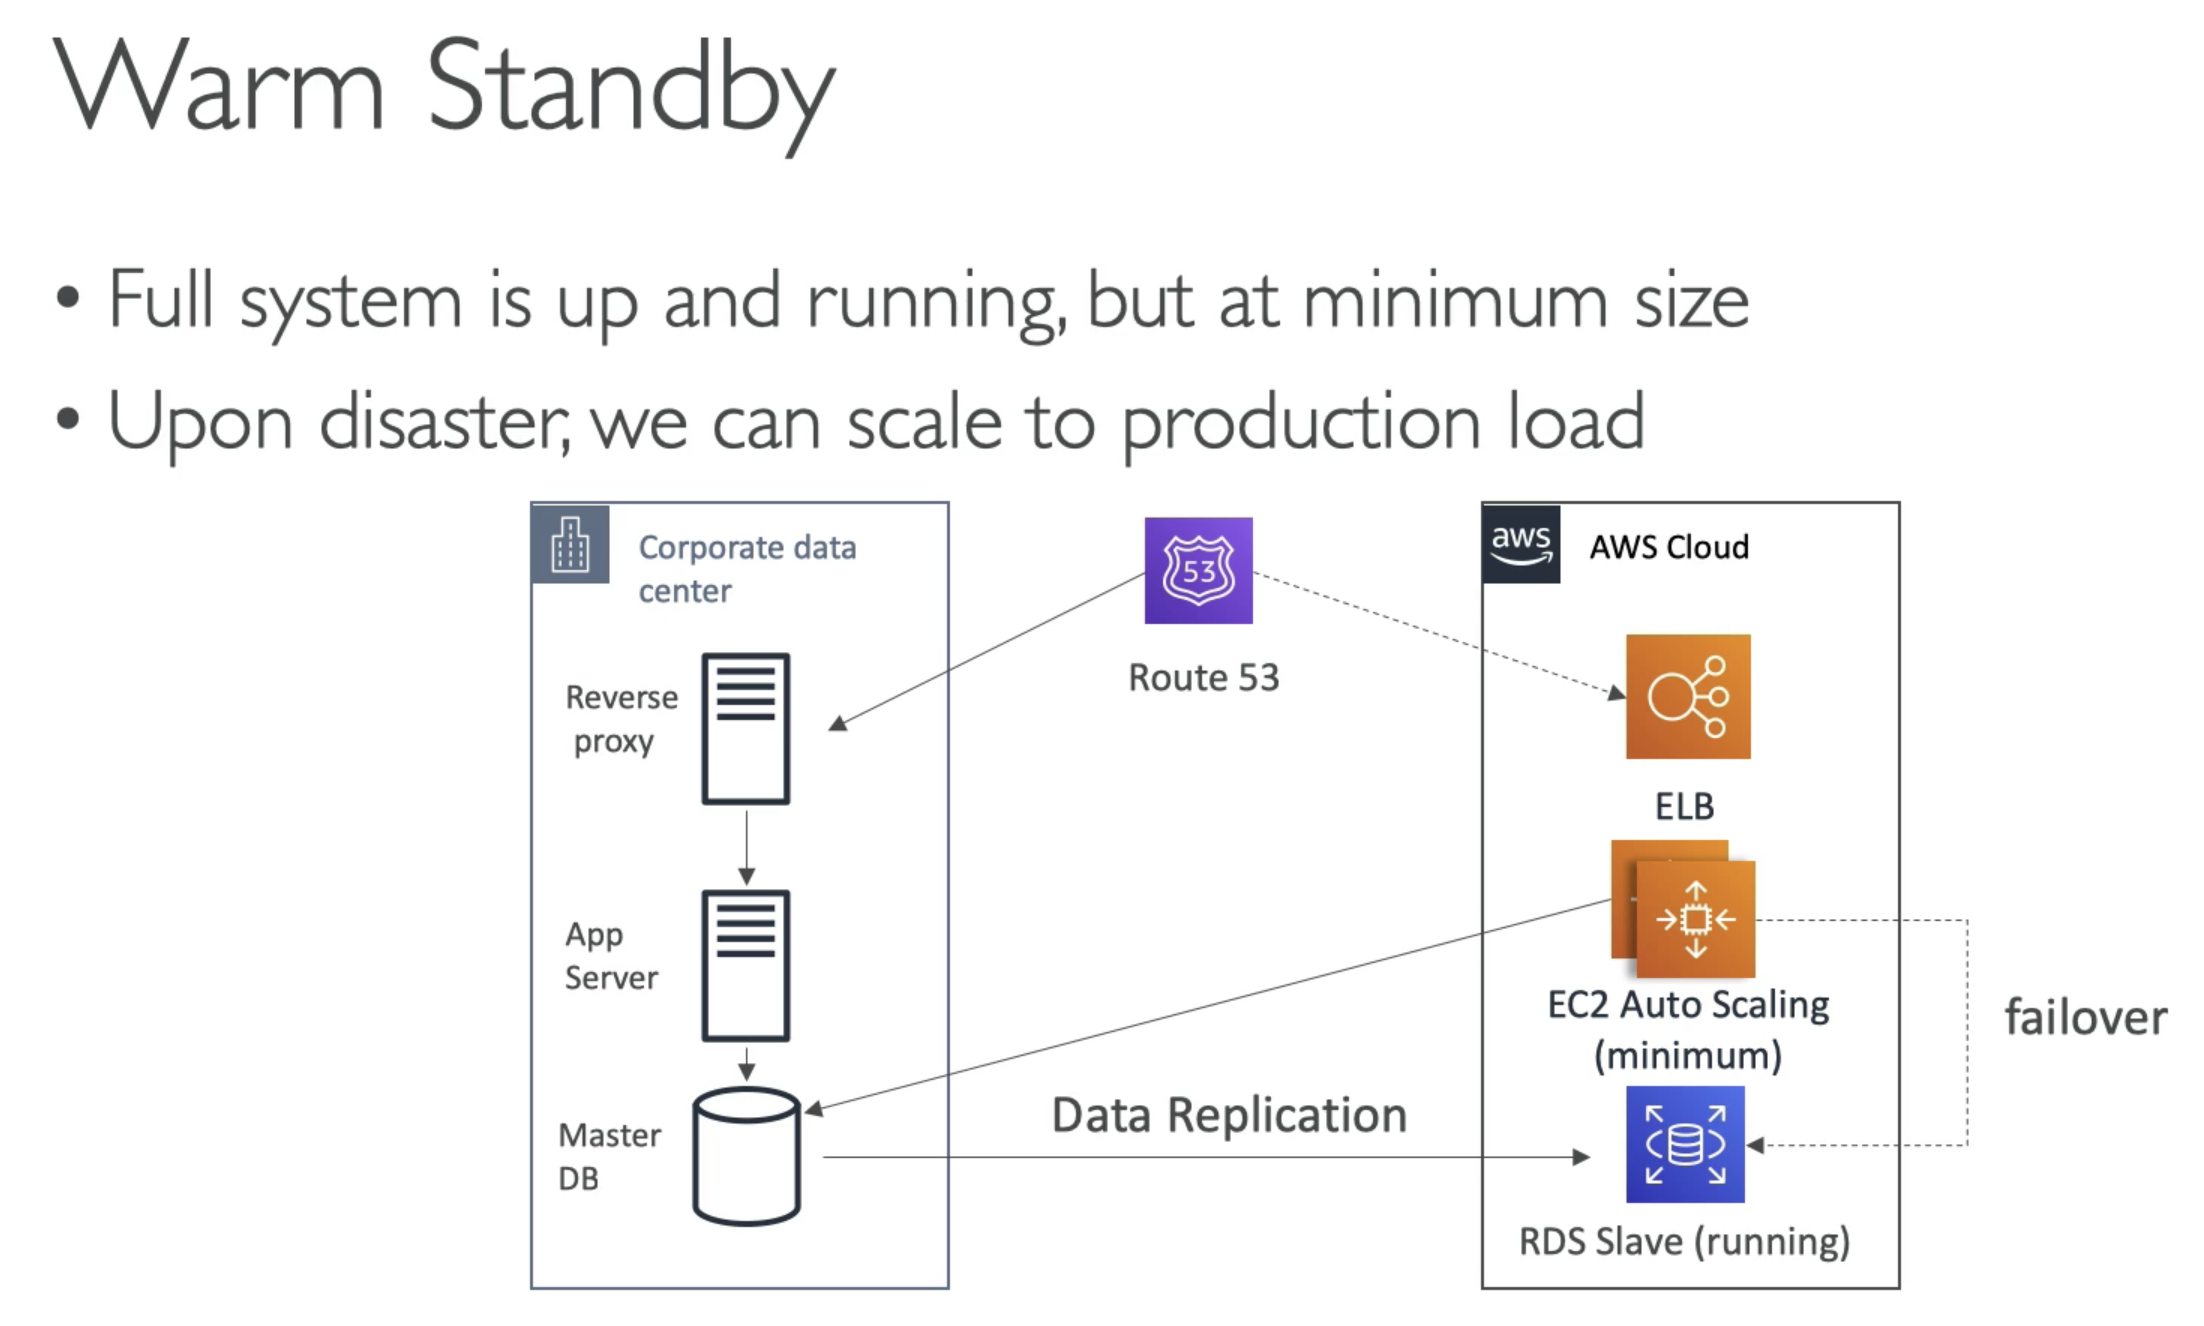 Warm Standby
• Full system is up and running, but at minimum size
• Upon disaster, we can scale to production load
Corporate data
center
53
Route 53
aws
AWS Cloud
Reverse
proxy
ELB
App
Server
EC2 Auto Scaling
(minimum)
failover
Master
DB
Data Replication
RDS Slave (running)